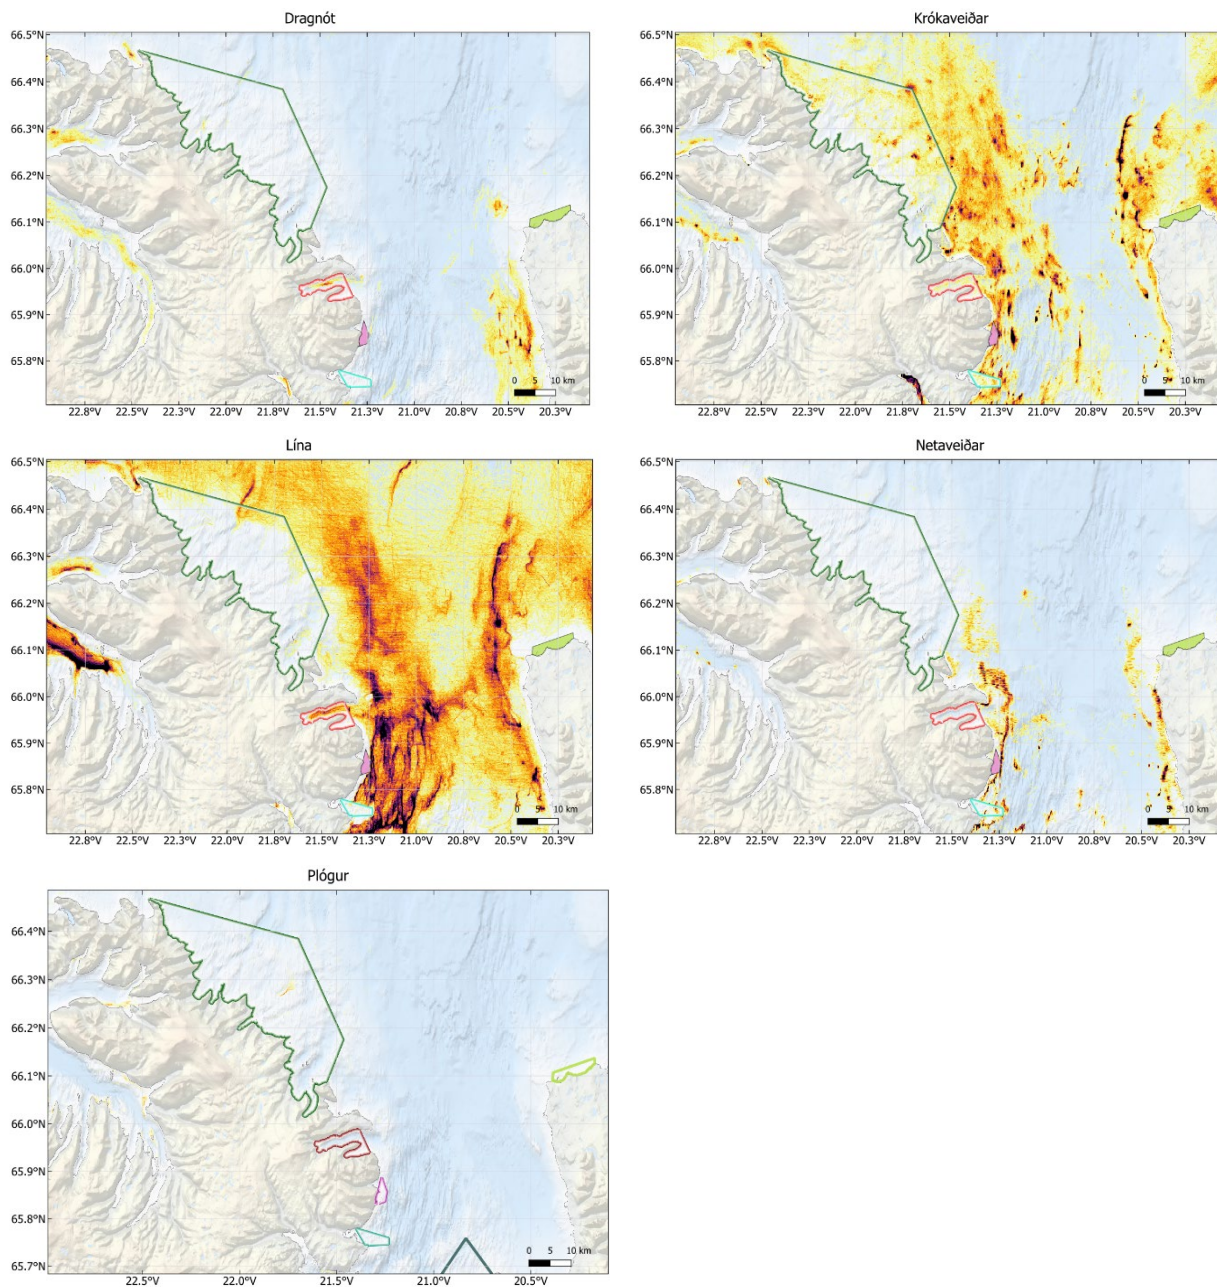 Dragnót
66.5°N
66.4°N
66.3°N
66.2°N
66.1°N
66.0°N
65.9°N
65.8°N
0 5 10 km
22.8°V 22.5°V 22.3°V 22.0°V 21.8°V 21.5°V 21.3°V 21.0°V 20.8°V 20.5°V 20.3°V
Krókaveiðar
66.5°N
66.4°N
66.3°N
66.2°N
66.1°N
66.0°N
65.9°N
65.8°N
0 5 10 km
22.8°V 22.5°V 22.3°V 22.0°V 21.8°V 21.5°V 21.3°V 21.0°V 20.8°V 20.5°V 20.3°V
Lína
66.5°N
66.4°N
66.3°N
66.2°N
66.1°N
66.0°N
65.9°N
65.8°N
0 5 10 km
22.8°V 22.5°V 22.3°V 22.0°V 21.8°V 21.5°V 21.3°V 21.0°V 20.8°V 20.5°V 20.3°V
Netaveiðar
66.5°N
66.4°N
66.3°N
66.2°N
66.1°N
66.0°N
65.9°N
65.8°N
0 5 10 km
22.8°V 22.5°V 22.3°V 22.0°V 21.8°V 21.5°V 21.3°V 21.0°V 20.8°V 20.5°V 20.3°V
Plógur
66.4°N
66.3°N
66.2°N
66.1°N
66.0°N
65.9°N
65.8°N
65.7°N
0 5 10 km
22.5°V 22.0°V 21.5°V 21.0°V 20.5°V